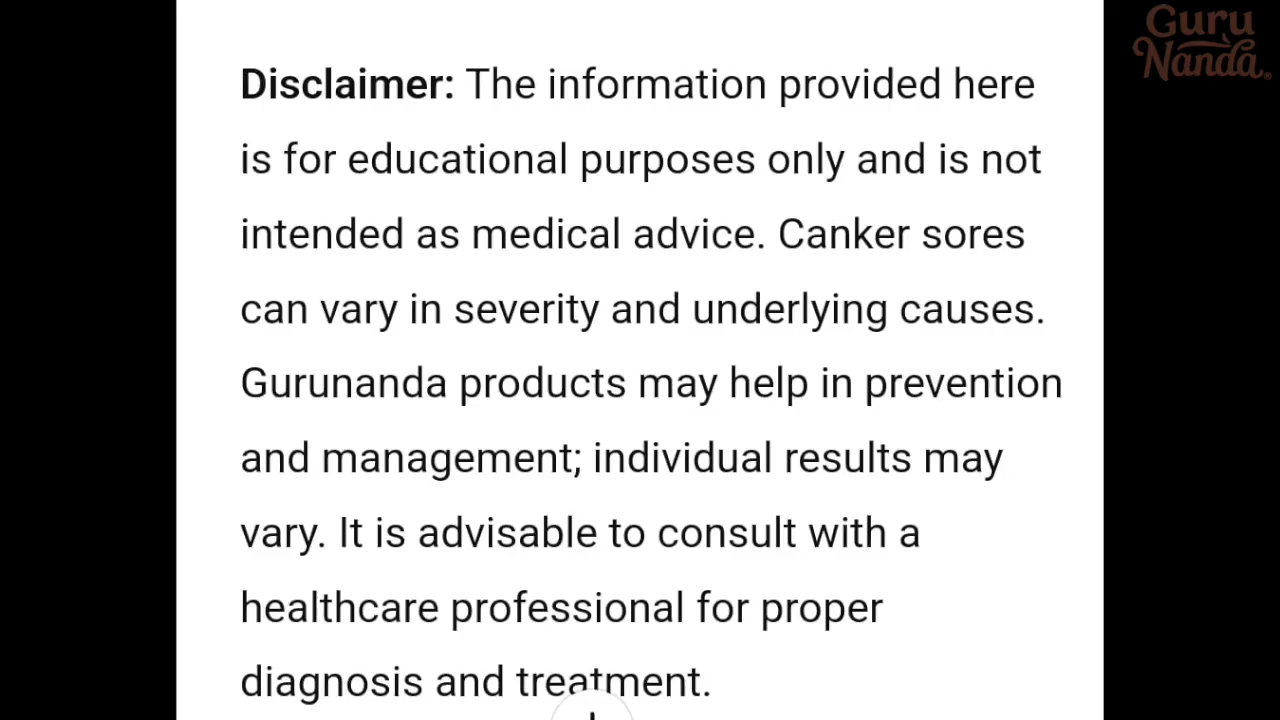 Guru
Nanda®
Disclaimer: The information provided here
is for educational purposes only and is not
intended as medical advice. Canker sores
can vary in severity and underlying causes.
Gurunanda products may help in prevention
and management; individual results may
vary. It is advisable to consult with a
healthcare professional for proper
diagnosis and treatment.